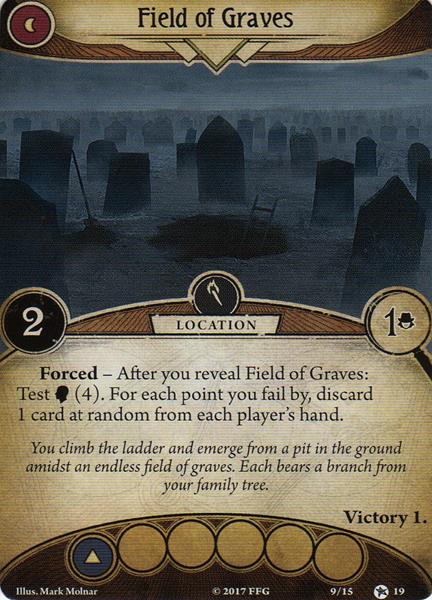 Field of Graves
2
LOCATION
1
Forced – After you reveal Field of Graves:
Test (4). For each point you fail by, discard
1 card at random from each player's hand.
You climb the ladder and emerge from a pit in the ground
amidst an endless field of graves. Each bears a branch from
your family tree.
Victory 1.
Illus. Mark Molnar
© 2017 FFG
9/15
19